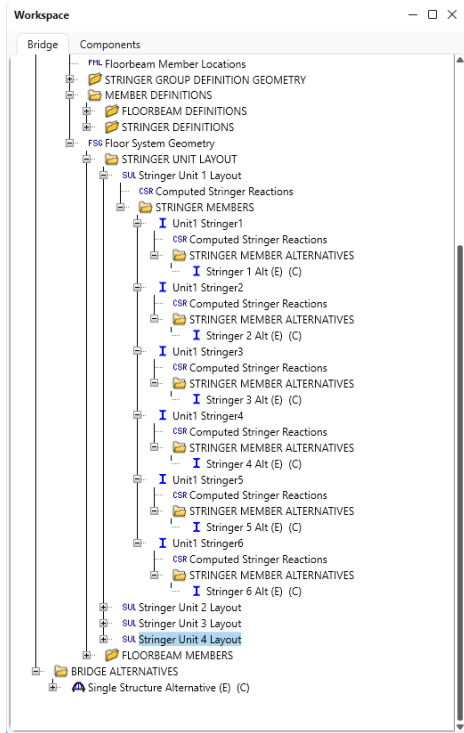 Workspace
Bridge Components
FML Floorbeam Member Locations
STRINGER GROUP DEFINITION GEOMETRY
MEMBER DEFINITIONS
FLOORBEAM DEFINITIONS
STRINGER DEFINITIONS
FSG Floor System Geometry
STRINGER UNIT LAYOUT
SUL Stringer Unit 1 Layout
CSR Computed Stringer Reactions
STRINGER MEMBERS
Unit1 Stringer1
CSR Computed Stringer Reactions
STRINGER MEMBER ALTERNATIVES
Stringer 1 Alt (E) (C)
Unit1 Stringer2
CSR Computed Stringer Reactions
STRINGER MEMBER ALTERNATIVES
Stringer 2 Alt (E) (C)
Unit1 Stringer3
CSR Computed Stringer Reactions
STRINGER MEMBER ALTERNATIVES
Stringer 3 Alt (E) (C)
Unit1 Stringer4
CSR Computed Stringer Reactions
STRINGER MEMBER ALTERNATIVES
Stringer 4 Alt (E) (C)
Unit1 Stringer5
CSR Computed Stringer Reactions
STRINGER MEMBER ALTERNATIVES
Stringer 5 Alt (E) (C)
Unit1 Stringer6
CSR Computed Stringer Reactions
STRINGER MEMBER ALTERNATIVES
Stringer 6 Alt (E) (C)
SUL Stringer Unit 2 Layout
SUL Stringer Unit 3 Layout
SUL Stringer Unit 4 Layout
FLOORBEAM MEMBERS
BRIDGE ALTERNATIVES
Single Structure Alternative (E) (C)